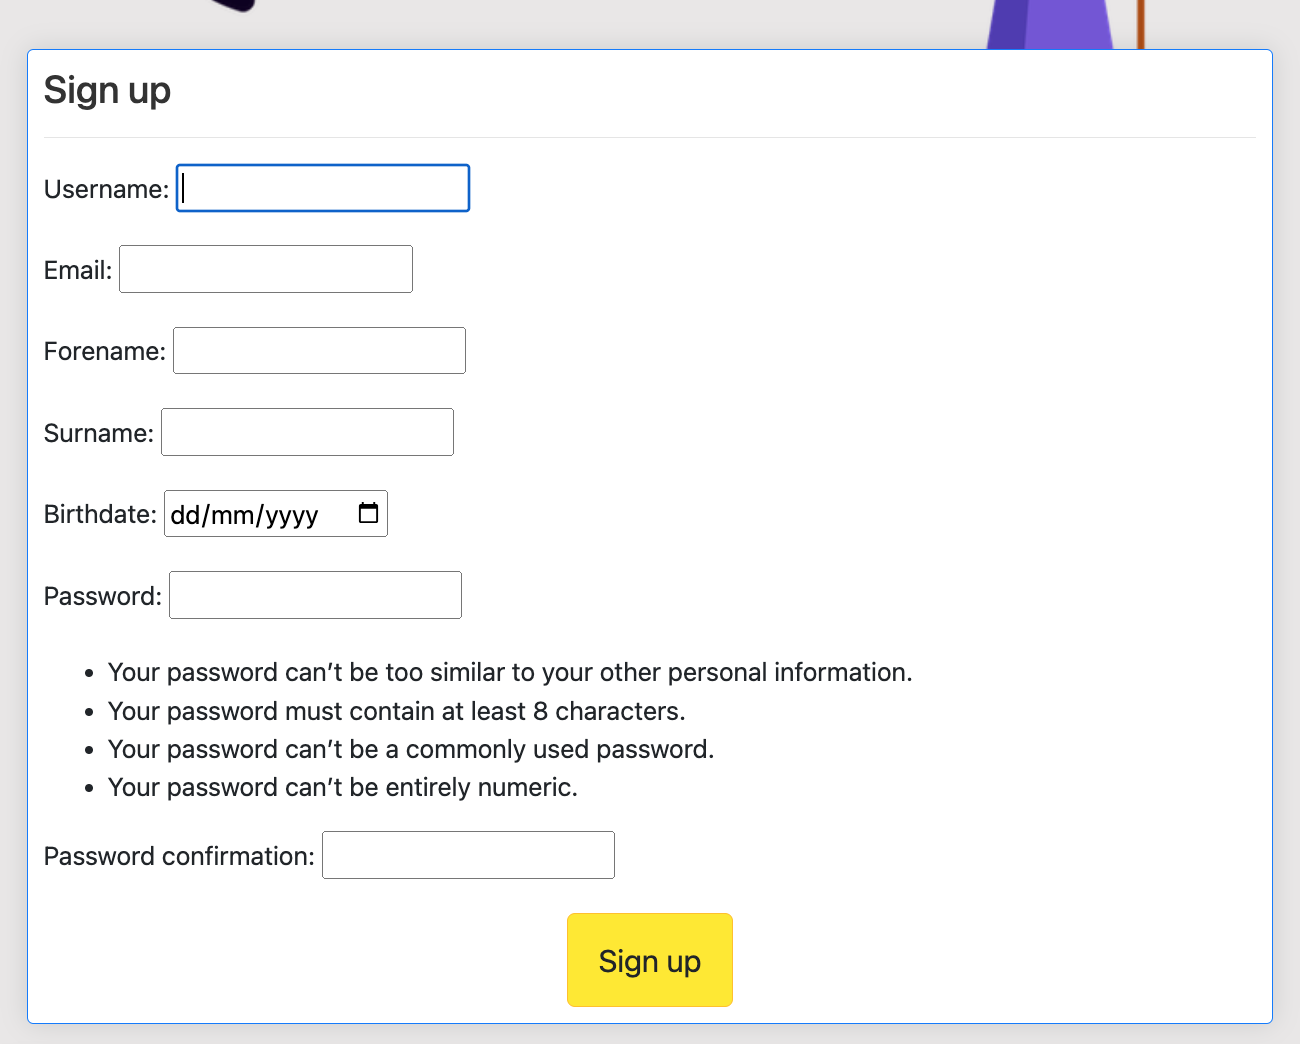 Sign up
Username:
Email:
Forename:
Surname:
Birthdate: dd/mm/yyyy
Password:
• Your password can’t be too similar to your other personal information.
• Your password must contain at least 8 characters.
• Your password can’t be a commonly used password.
• Your password can’t be entirely numeric.
Password confirmation:
Sign up